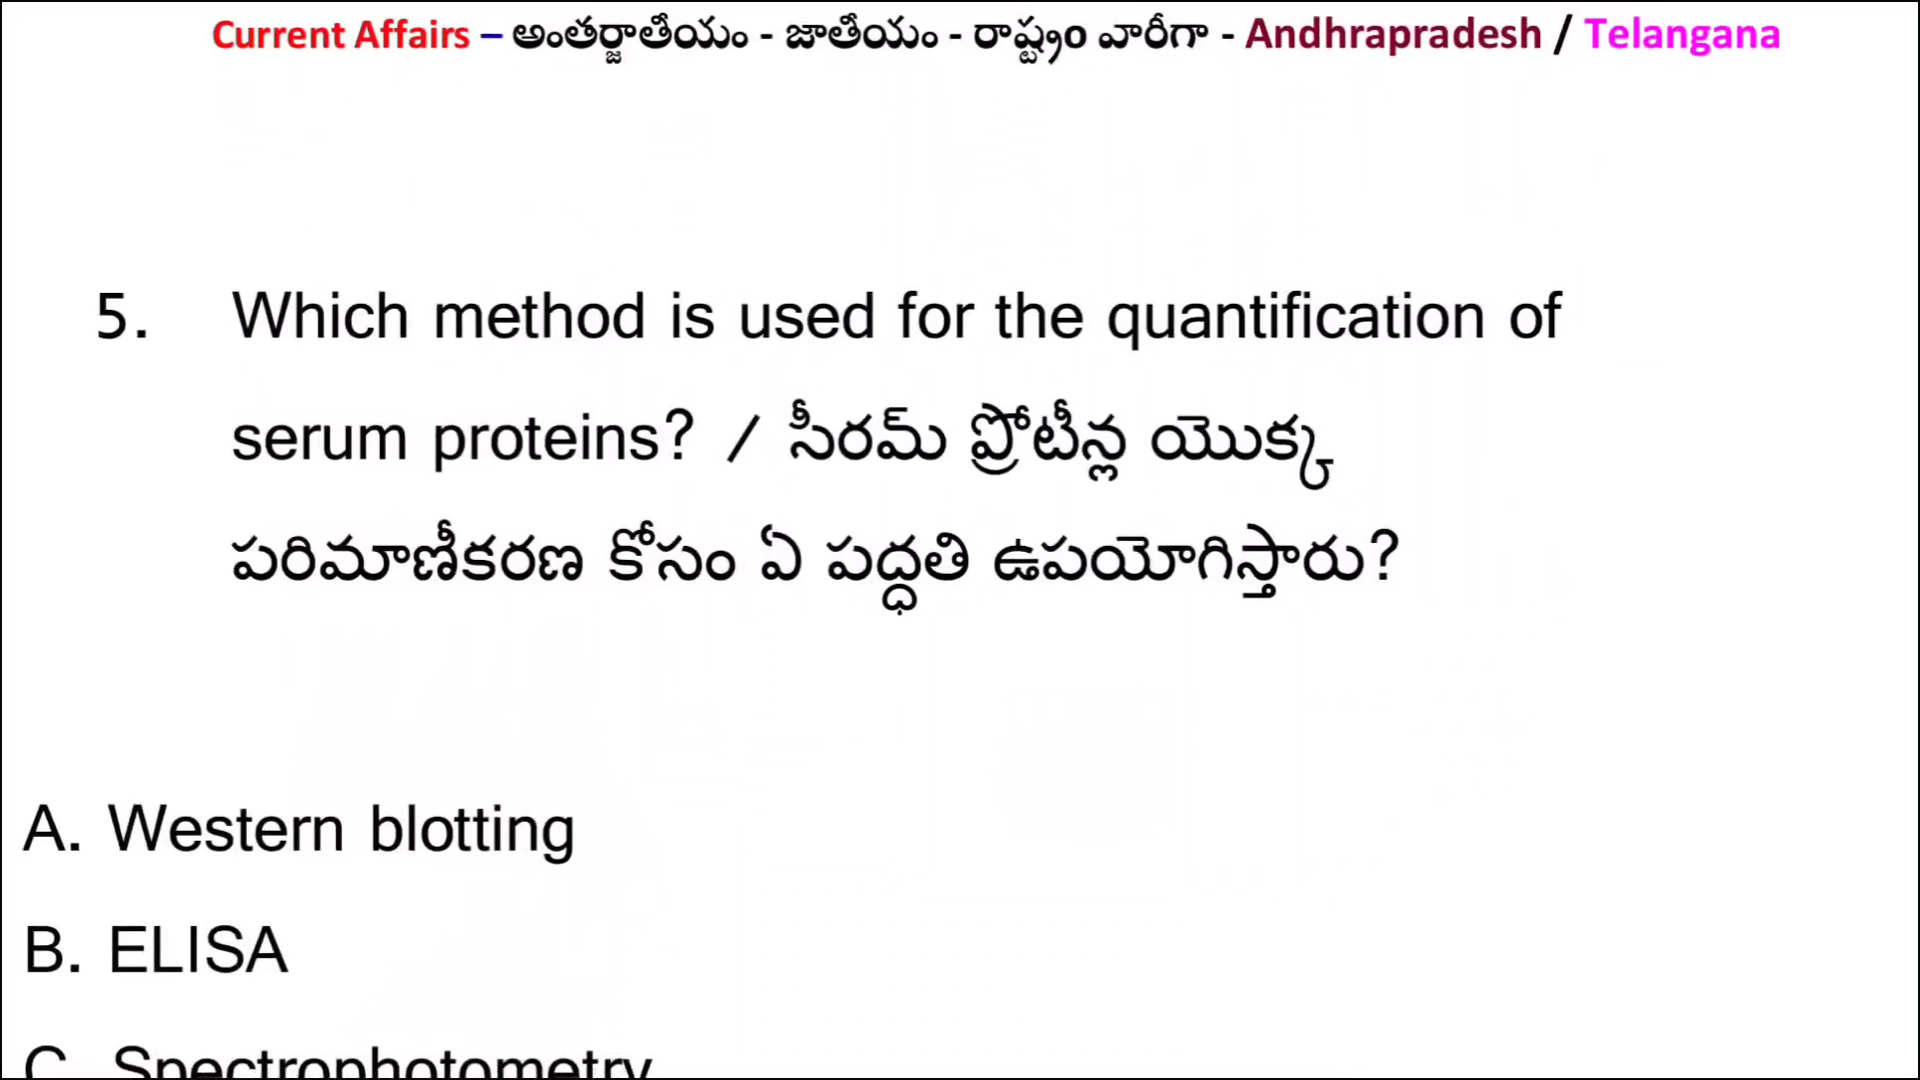 Current Affairs – అంతర్జాతీయం - జాతీయం - రాష్ట్రం వారీగా - Andhrapradesh / Telangana
5. Which method is used for the quantification of
serum proteins? / సీరమ్ ప్రోటీన్ల యొక్క
పరిమాణీకరణ కోసం ఏ పద్ధతి ఉపయోగిస్తారు?
A. Western blotting
B. ELISA
C. Spectrophotometry